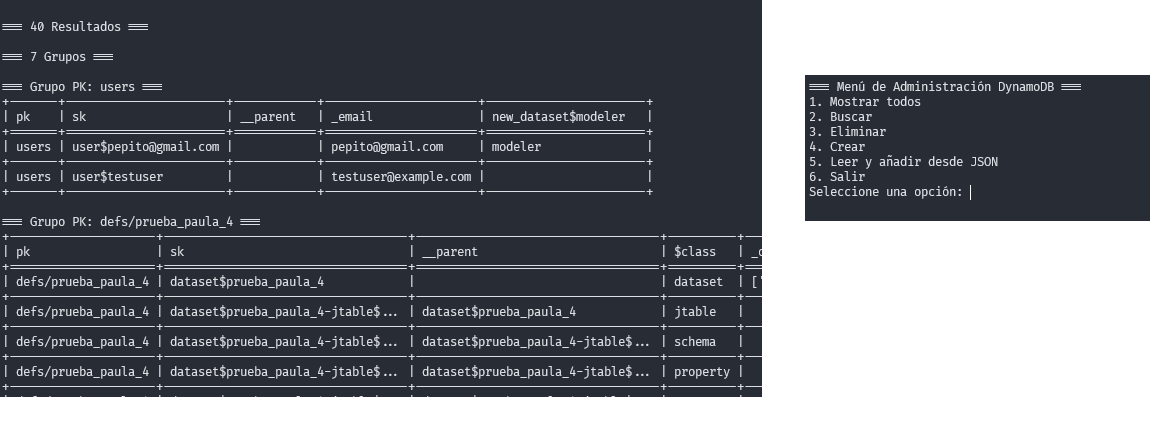 === 40 Resultados ===
=== 7 Grupos ===
=== Grupo PK: users ===
| pk | sk | __parent | _email | new_dataset$modeler |
| users | user$pepito@gmail.com | | pepito@gmail.com | modeler |
| users | user$testuser | | testuser@example.com | |
=== Grupo PK: defs/prueba_paula_4 ===
| pk | sk | __parent | $class |
| defs/prueba_paula_4 | dataset$prueba_paula_4 | | dataset | ['
| defs/prueba_paula_4 | dataset$prueba_paula_4-jtable$... | dataset$prueba_paula_4 | jtable |
| defs/prueba_paula_4 | dataset$prueba_paula_4-jtable$... | dataset$prueba_paula_4-jtable$... | schema |
| defs/prueba_paula_4 | dataset$prueba_paula_4-jtable$... | dataset$prueba_paula_4-jtable$... | property |
=== Menú de Administración DynamoDB ===
1. Mostrar todos
2. Buscar
3. Eliminar
4. Crear
5. Leer y añadir desde JSON
6. Salir
Seleccione una opción: